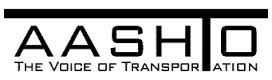 AASHTO
THE VOICE OF TRANSPORTATION